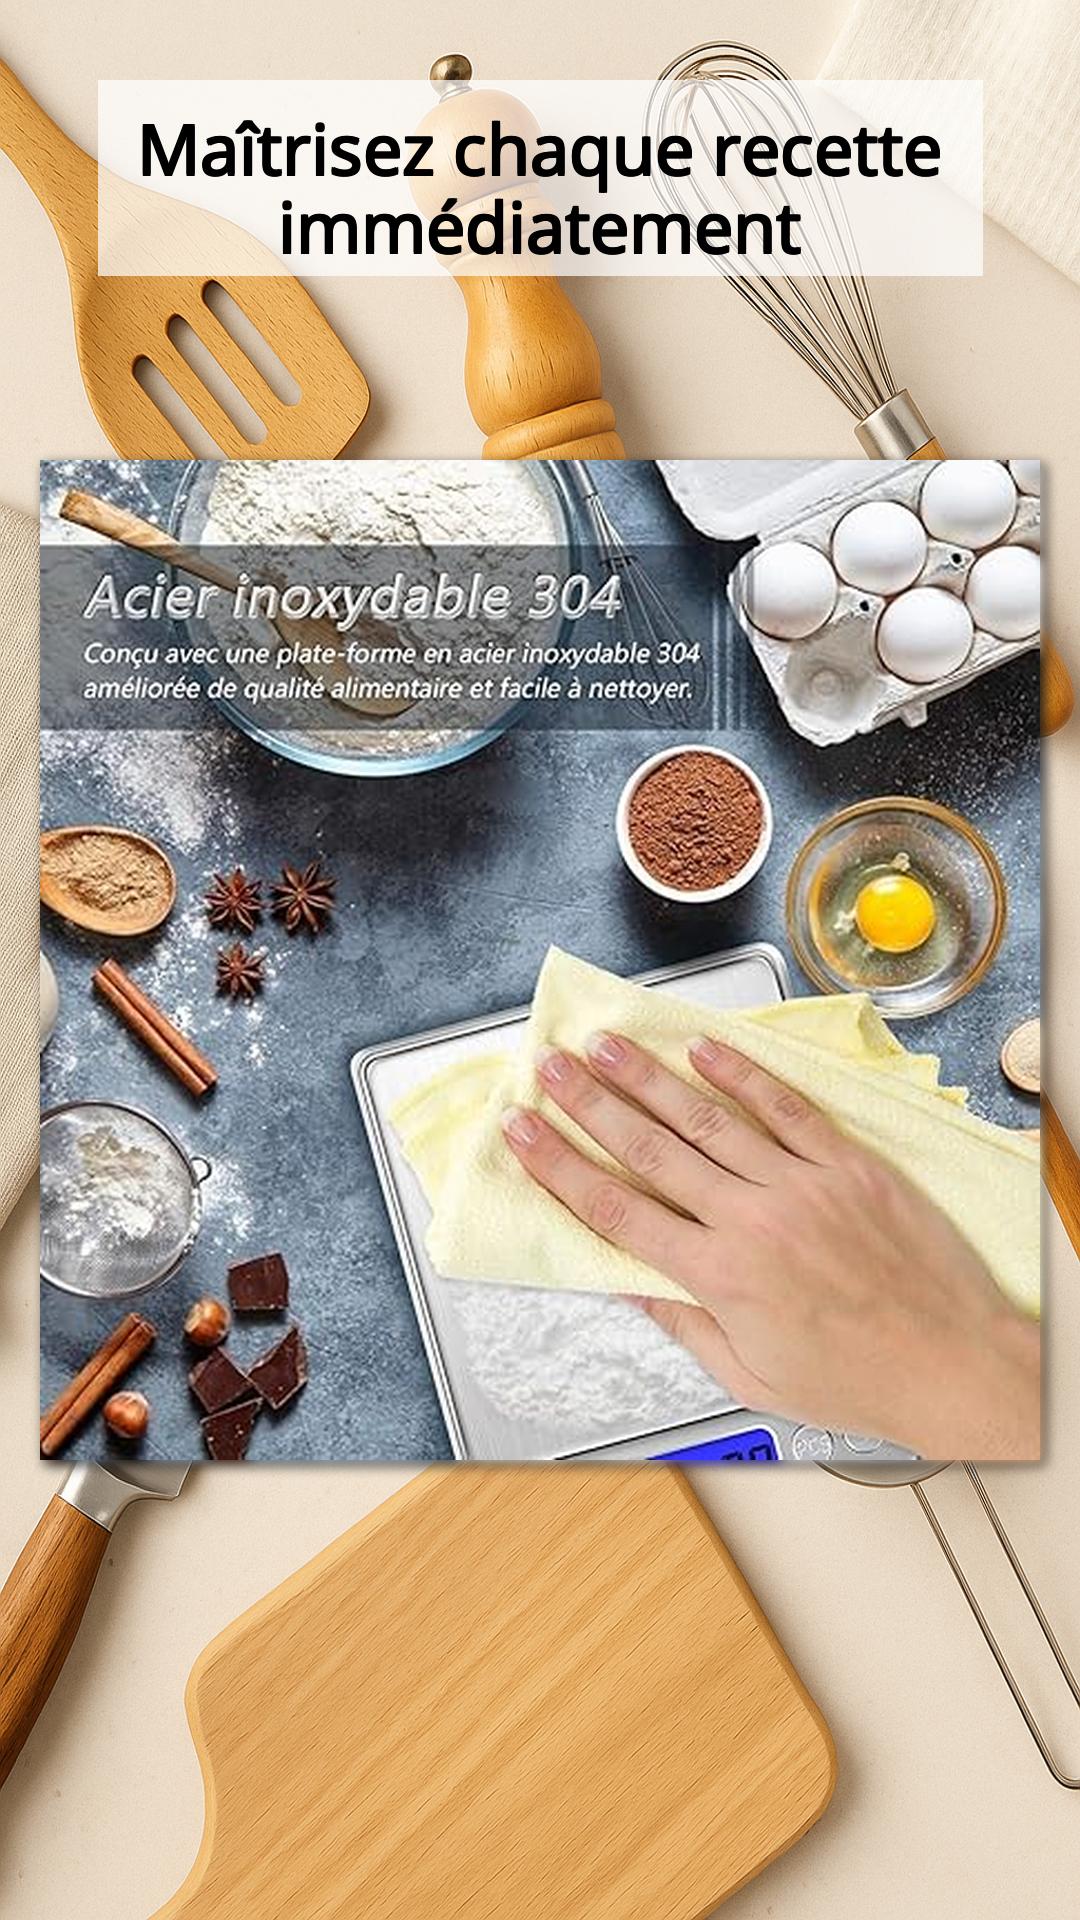 Maîtrisez chaque recette
immédiatement
Acier inoxydable 304
Conçu avec une plate-forme en acier inoxydable 304
améliorée de qualité alimentaire et facile à nettoyer.
PCS